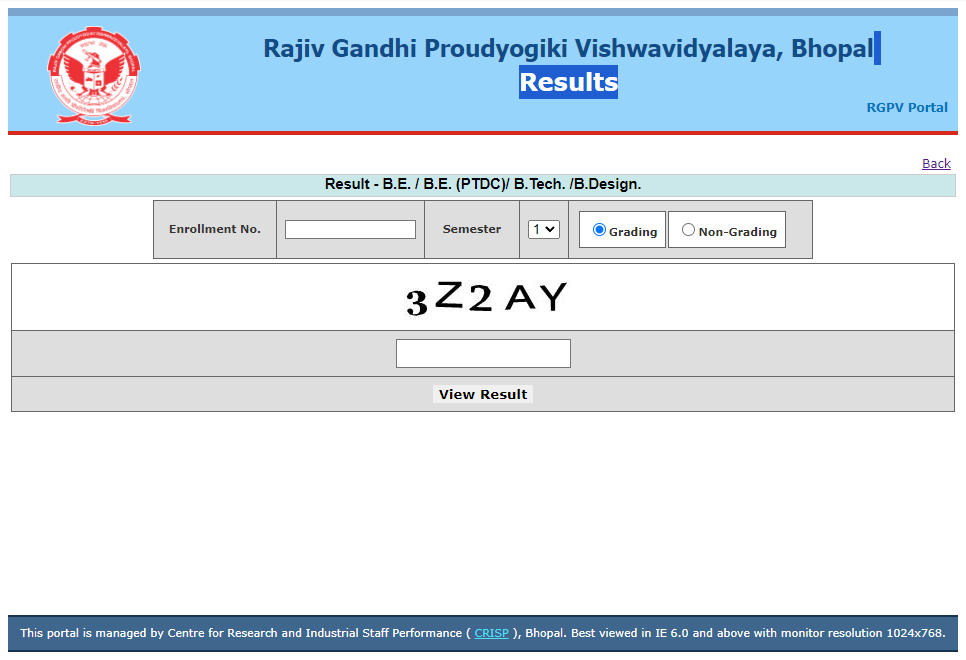 Rajiv Gandhi Proudyogiki Vishwavidyalaya, Bhopal
Results
RGPV Portal
Back
Result - B.E. / B.E. (PTDC)/ B.Tech. /B.Design.
Enrollment No. Semester 1 Grading Non-Grading
3Z2AY
View Result
This portal is managed by Centre for Research and Industrial Staff Performance ( CRISP ), Bhopal. Best viewed in IE 6.0 and above with monitor resolution 1024x768.